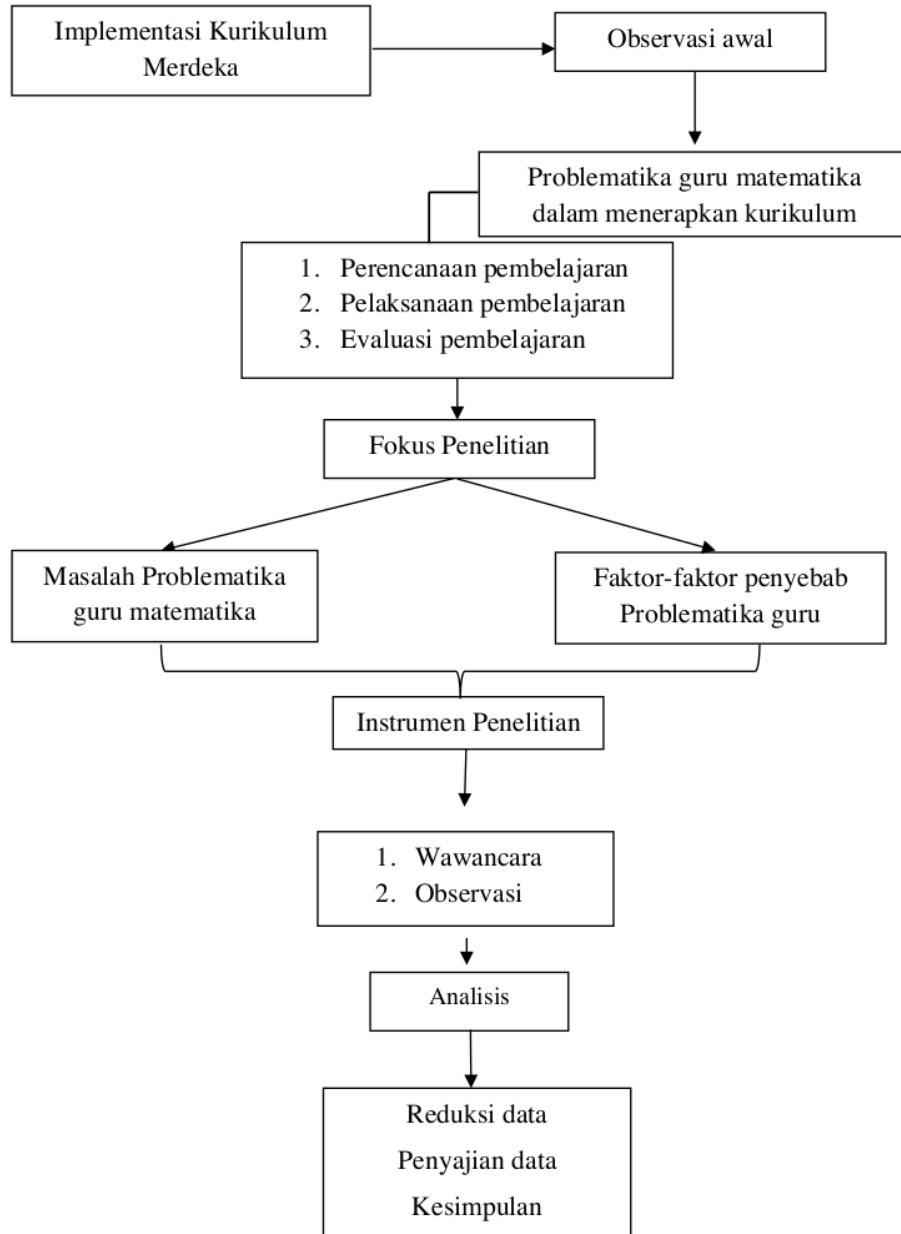 Implementasi Kurikulum
Merdeka
Observasi awal
Problematika guru matematika
dalam menerapkan kurikulum
1. Perencanaan pembelajaran
2. Pelaksanaan pembelajaran
3. Evaluasi pembelajaran
Fokus Penelitian
Masalah Problematika
guru matematika
Faktor-faktor penyebab
Problematika guru
Instrumen Penelitian
1. Wawancara
2. Observasi
Analisis
Reduksi data
Penyajian data
Kesimpulan